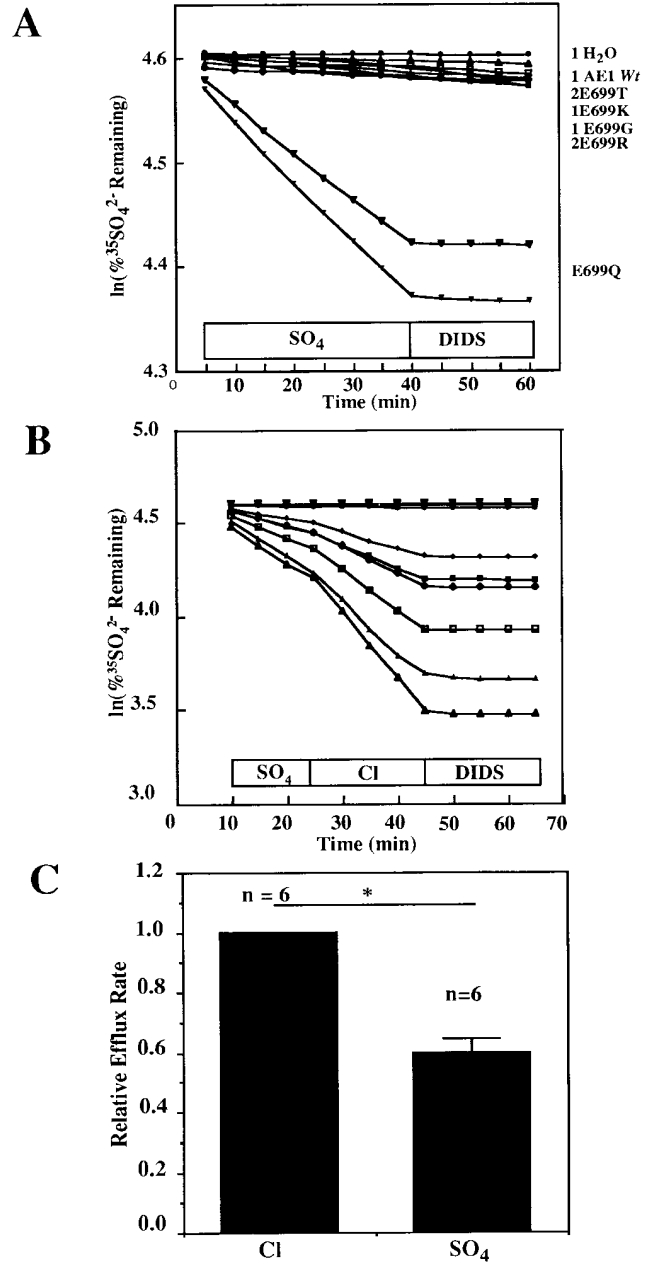 A
ln(%³⁵SO₄²⁻ Remaining)
4.6
4.5
4.4
4.3
1 H₂O
1 AE1 Wt
2E699T
1E699K
1 E699G
2E699R
E699Q
SO₄ DIDS
0 10 20 30 40 50 60
Time (min)
B
ln(%³⁵SO₄²⁻ Remaining)
5.0
4.5
4.0
3.5
3.0
SO₄ Cl DIDS
0 10 20 30 40 50 60 70
Time (min)
C
Relative Efflux Rate
1.2
1.0
0.8
0.6
0.4
0.2
0.0
n = 6 *
n=6
Cl SO₄